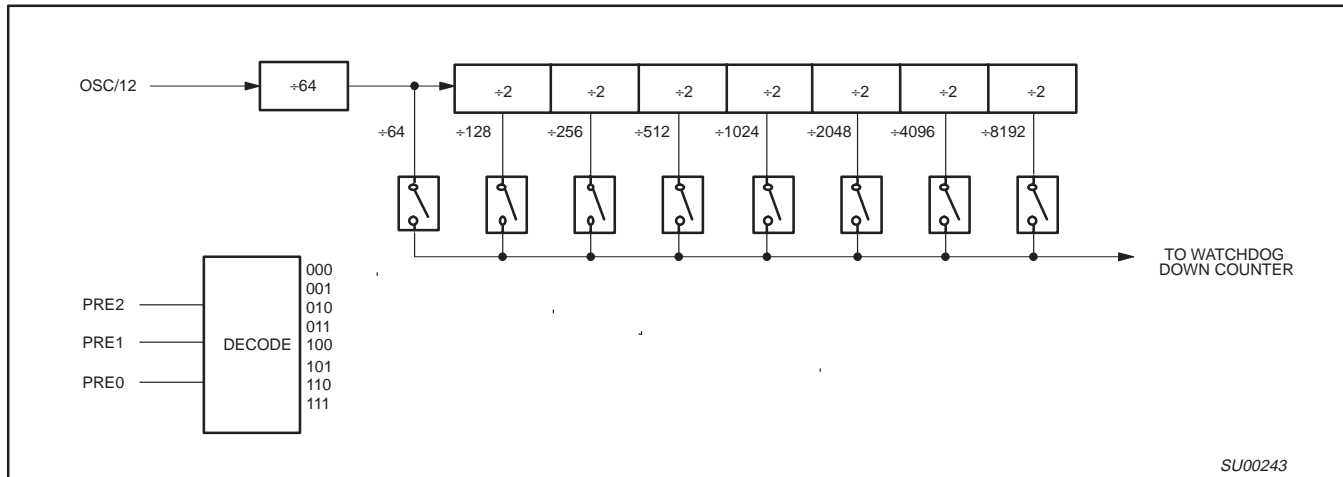 OSC/12
÷64
÷2 ÷2 ÷2 ÷2 ÷2 ÷2 ÷2
÷64 ÷128 ÷256 ÷512 ÷1024 ÷2048 ÷4096 ÷8192
TO WATCHDOG
DOWN COUNTER
PRE2
PRE1
PRE0
DECODE
000
001
010
011
100
101
110
111
SU00243